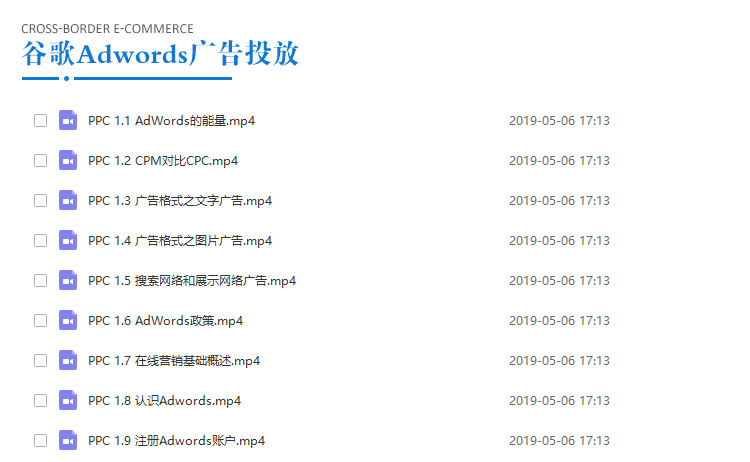 CROSS-BORDER E-COMMERCE
谷歌Adwords广告投放
PPC 1.1 AdWords的能量.mp4 2019-05-06 17:13
PPC 1.2 CPM对比CPC.mp4 2019-05-06 17:13
PPC 1.3 广告格式之文字广告.mp4 2019-05-06 17:13
PPC 1.4 广告格式之图片广告.mp4 2019-05-06 17:13
PPC 1.5 搜索网络和展示网络广告.mp4 2019-05-06 17:13
PPC 1.6 AdWords政策.mp4 2019-05-06 17:13
PPC 1.7 在线营销基础概述.mp4 2019-05-06 17:13
PPC 1.8 认识Adwords.mp4 2019-05-06 17:13
PPC 1.9 注册Adwords账户.mp4 2019-05-06 17:13